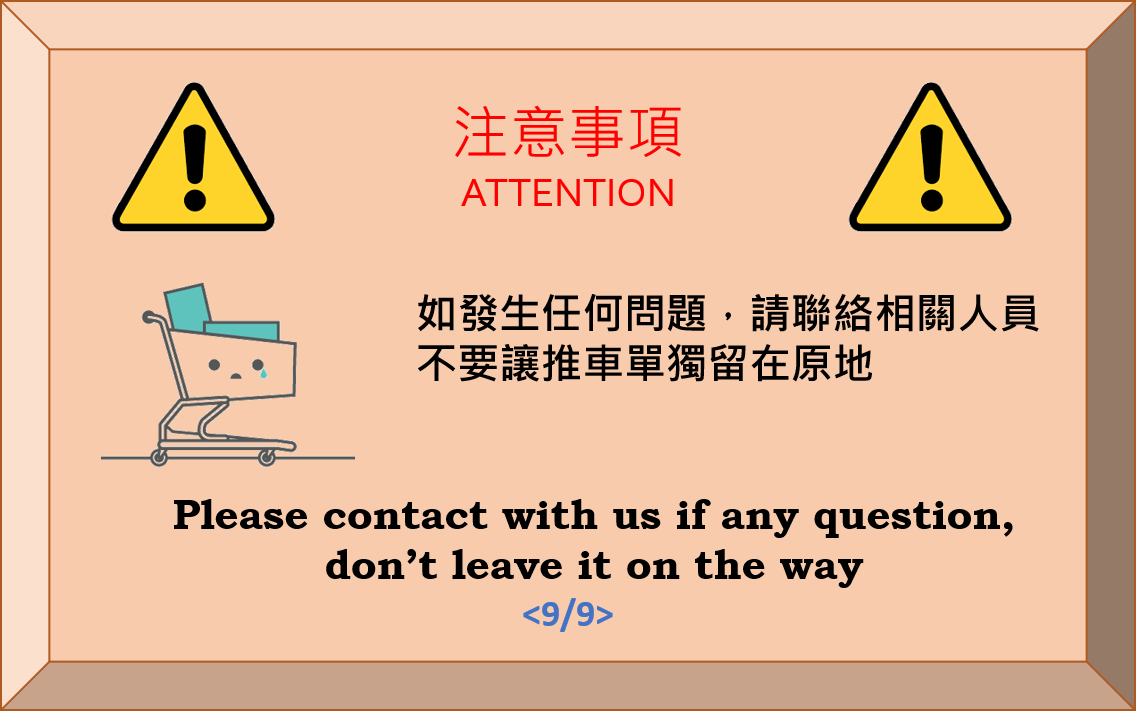 注意事項
ATTENTION
如發生任何問題，請聯絡相關人員
不要讓推車單獨留在原地
Please contact with us if any question,
don’t leave it on the way
<9/9>